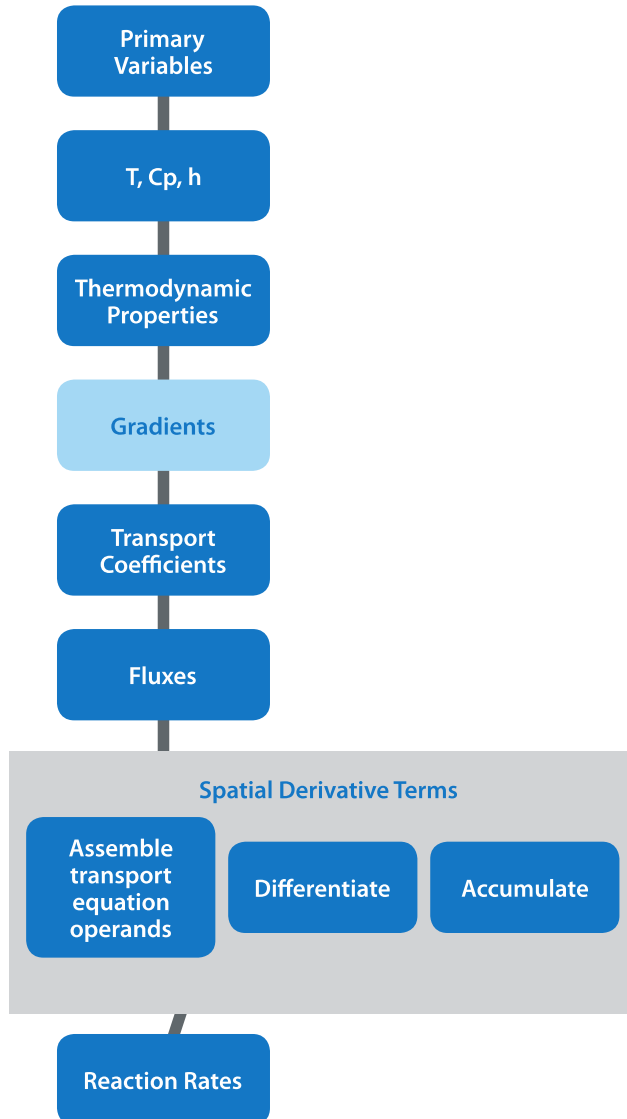 Primary
Variables
T, Cp, h
Thermodynamic
Properties
Gradients
Transport
Coefficients
Fluxes
Spatial Derivative Terms
Assemble
transport
equation
operands
Differentiate
Accumulate
Reaction Rates